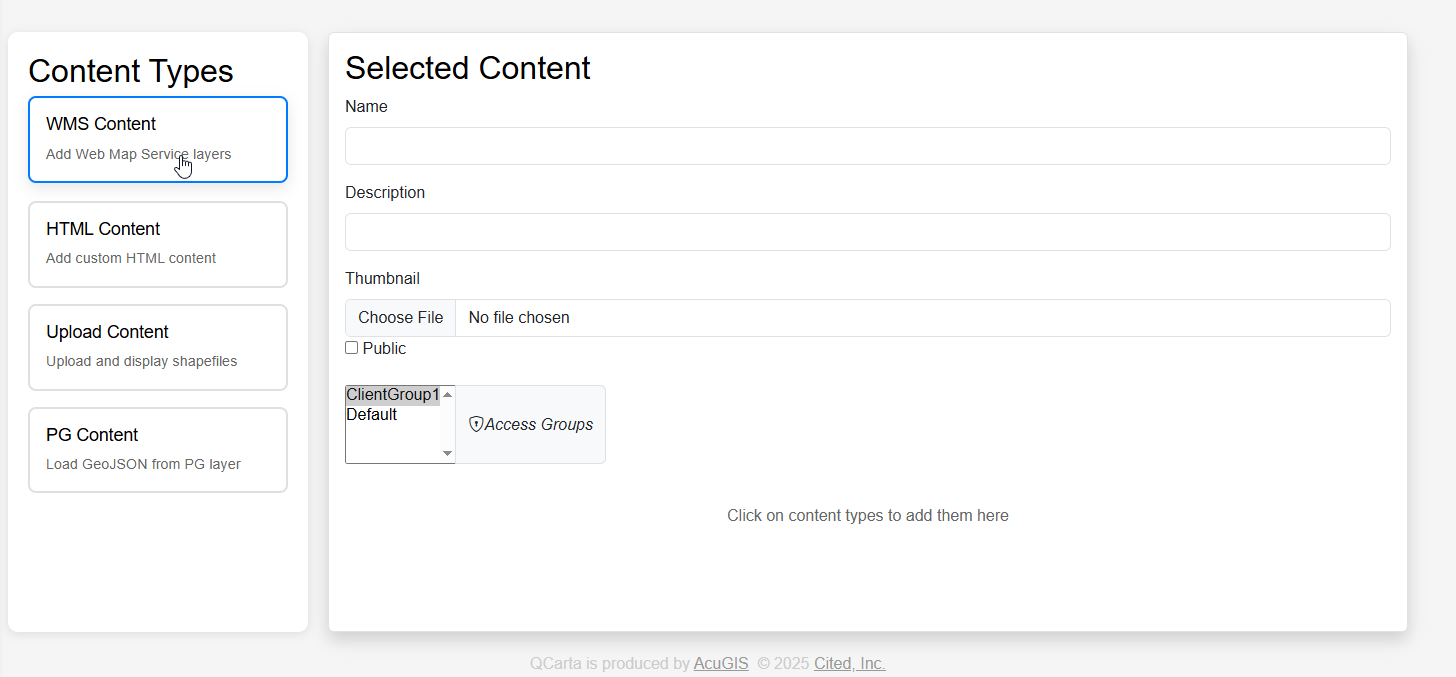 Content Types
WMS Content
Add Web Map Service layers
HTML Content
Add custom HTML content
Upload Content
Upload and display shapefiles
PG Content
Load GeoJSON from PG layer
Selected Content
Name
Description
Thumbnail
Choose File No file chosen
Public
ClientGroup1
Default
Access Groups
Click on content types to add them here
QCarta is produced by AcuGIS © 2025 Cited, Inc.